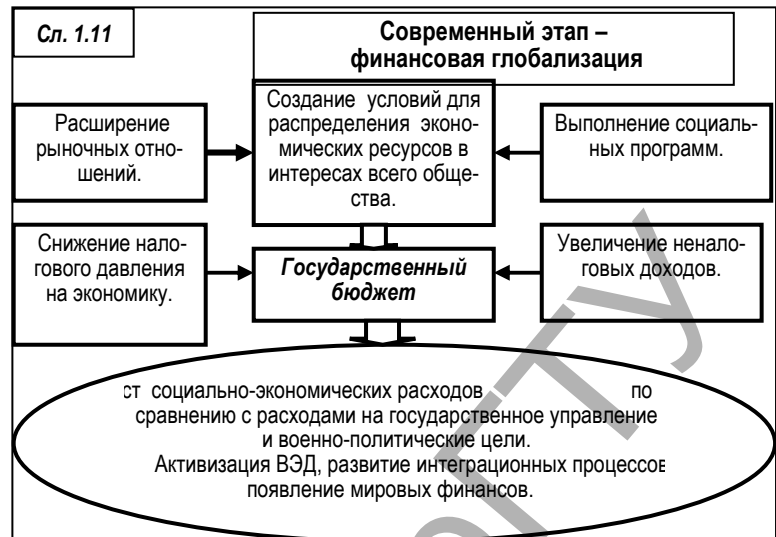 Сл. 1.11
Современный этап –
финансовая глобализация
Расширение
рыночных отно-
шений.
Создание условий для
распределения эконо-
мических ресурсов в
интересах всего обще-
ства.
Выполнение социаль-
ных программ.
Снижение нало-
гового давления
на экономику.
Государственный
бюджет
Увеличение ненало-
говых доходов.
ст социально-экономических расходов по
сравнению с расходами на государственное управление
и военно-политические цели.
Активизация ВЭД, развитие интеграционных процессов
появление мировых финансов.
ГТУ